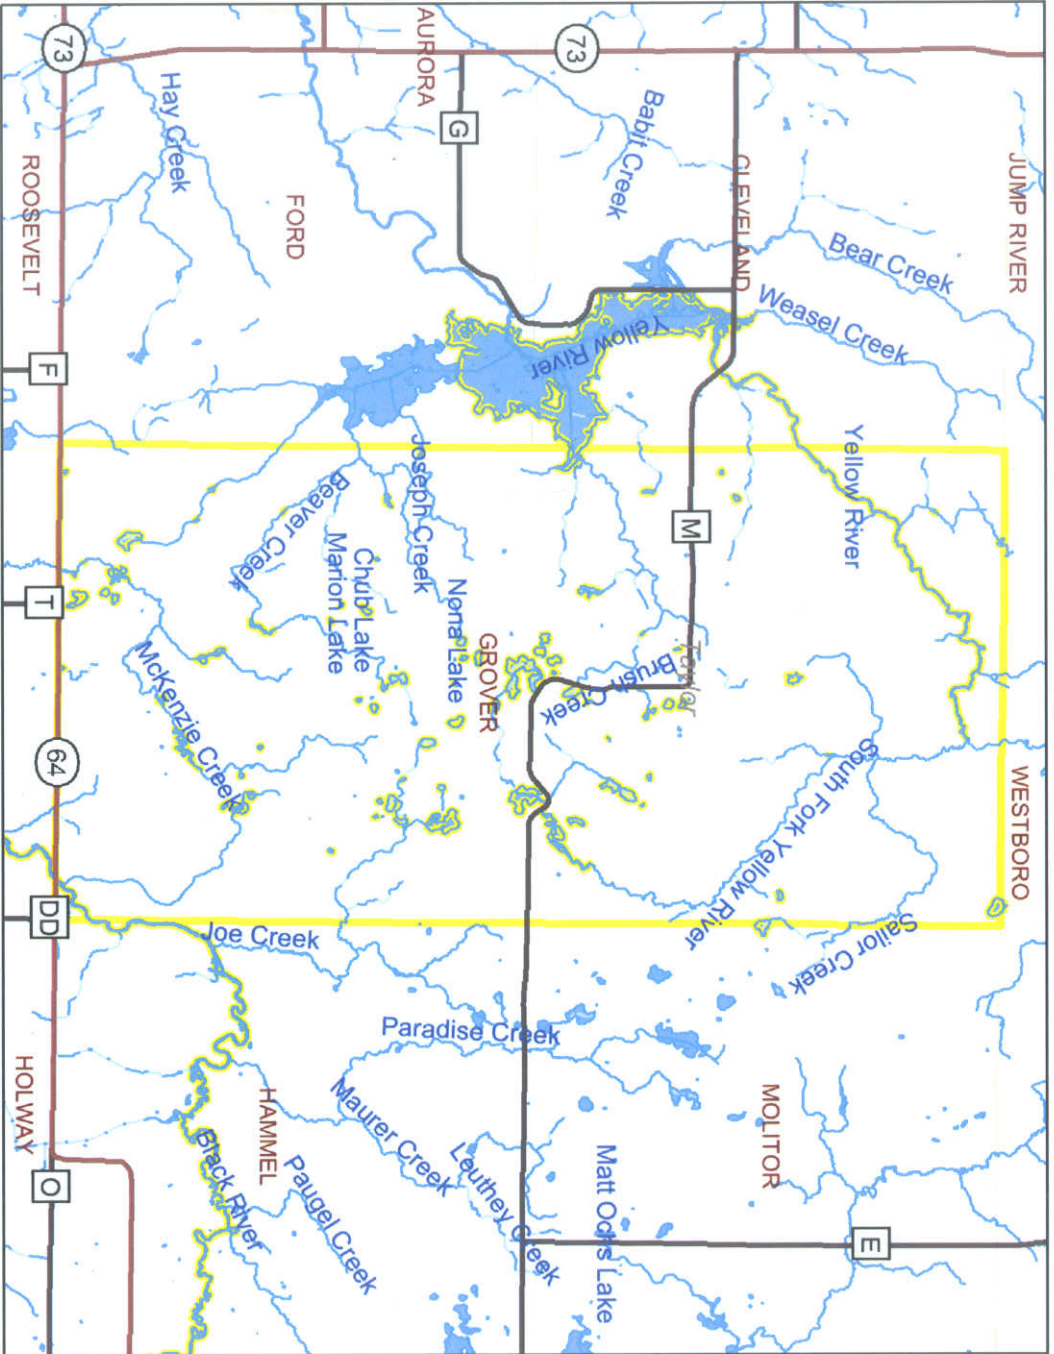 JUMP RIVER
WESTBORO
Bear Creek
Weasel Creek
Yellow River
South Fork Yellow
River
Sailor Creek
MOLITOR
E
73
CLEVELAND
Babit Creek
M
Taylor
Brush Creek
Yellow River
Matt Ochs Lake
G
AURORA
GROVER
Nona Lake
Joseph Creek
Chub Lake
Marion Lake
Beaver Creek
Paradise Creek
Leuthey Creek
Maurer Creek
FORD
Hay Creek
McKenzie Creek
Joe Creek
HAMMEL
Paugel Creek
Black River
73
ROOSEVELT
F
T
64
DD
HOLWAY
O